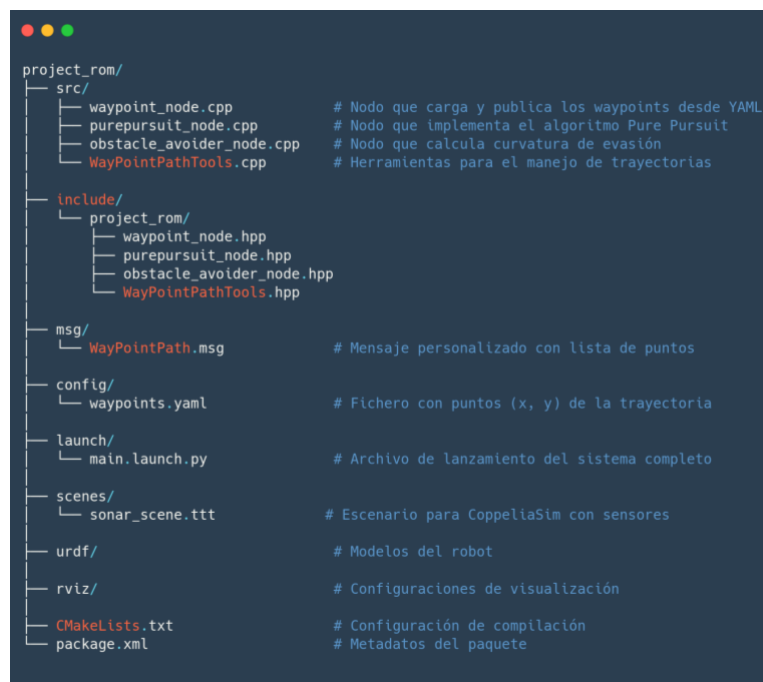 project_rom/
├── src/
│   ├── waypoint_node.cpp            # Nodo que carga y publica los waypoints desde YAML
│   ├── purepursuit_node.cpp         # Nodo que implementa el algoritmo Pure Pursuit
│   ├── obstacle_avoider_node.cpp    # Nodo que calcula curvatura de evasión
│   └── WayPointPathTools.cpp        # Herramientas para el manejo de trayectorias
│
├── include/
│   └── project_rom/
│       ├── waypoint_node.hpp
│       ├── purepursuit_node.hpp
│       ├── obstacle_avoider_node.hpp
│       └── WayPointPathTools.hpp
│
├── msg/
│   └── WayPointPath.msg             # Mensaje personalizado con lista de puntos
│
├── config/
│   └── waypoints.yaml               # Fichero con puntos (x, y) de la trayectoria
│
├── launch/
│   └── main.launch.py               # Archivo de lanzamiento del sistema completo
│
├── scenes/
│   └── sonar_scene.ttt             # Escenario para CoppeliaSim con sensores
│
├── urdf/                            # Modelos del robot
│
├── rviz/                            # Configuraciones de visualización
│
├── CMakeLists.txt                   # Configuración de compilación
└── package.xml                      # Metadatos del paquete